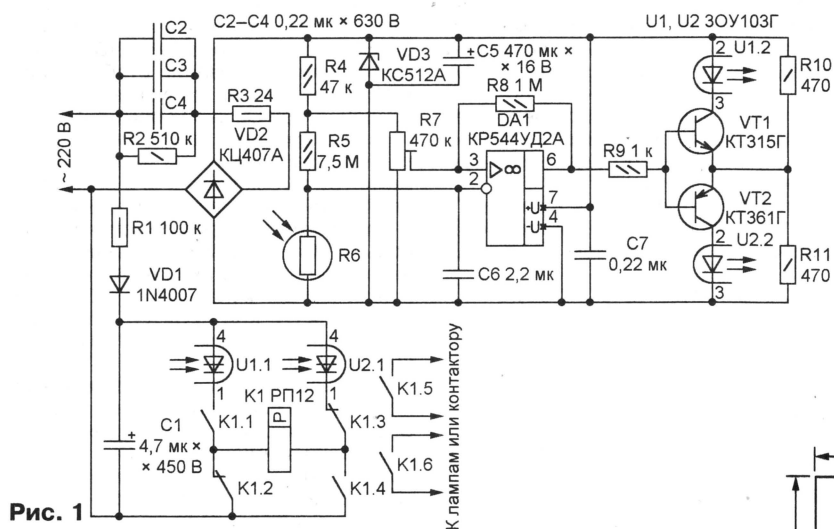 C2–C4 0,22 мк × 630 В
U1, U2 3ОУ103Г
C2
C3
C4
R3 24
R2 510 к
VD2
КЦ407А
~ 220 В
R1 100 к
VD1
1N4007
R4
47 к
R5
7,5 М
R6
VD3
КС512А
+
C5 470 мк ×
× 16 В
R8 1 М
DA1
КР544УД2А
R7
470 к
3
2
▷∞
6
+U
7
-U
4
R9 1 к
C6 2,2 мк
C7
0,22 мк
2
U1.2
3
VT1
КТ315Г
VT2
КТ361Г
2
U2.2
3
R10
470
R11
470
4
U1.1
1
4
U2.1
1
K1 РП12
P
K1.1
K1.2
K1.3
K1.4
K1.5
K1.6
C1
+
4,7 мк ×
× 450 В
К лампам или контактору
Рис. 1